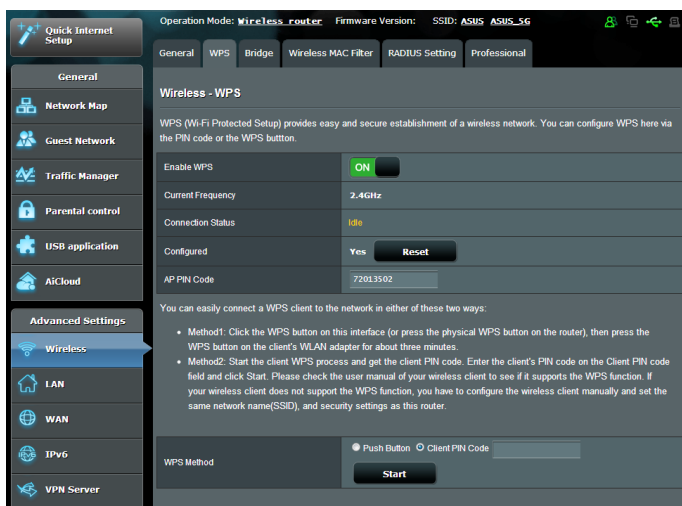 Quick Internet
Setup
General
Network Map
Guest Network
Traffic Manager
Parental control
USB application
AiCloud
Advanced Settings
Wireless
LAN
WAN
IPv6
VPN Server
Operation Mode: Wireless router Firmware Version: SSID: ASUS ASUS_5G
General WPS Bridge Wireless MAC Filter RADIUS Setting Professional
Wireless - WPS
WPS (Wi-Fi Protected Setup) provides easy and secure establishment of a wireless network. You can configure WPS here via
the PIN code or the WPS buttton.
Enable WPS ON
Current Frequency 2.4GHz
Connection Status Idle
Configured Yes Reset
AP PIN Code 72013502
You can easily connect a WPS client to the network in either of these two ways:
• Method1: Click the WPS button on this interface (or press the physical WPS button on the router), then press the
WPS button on the client's WLAN adapter for about three minutes.
• Method2: Start the client WPS process and get the client PIN code. Enter the client's PIN code on the Client PIN code
field and click Start. Please check the user manual of your wireless client to see if it supports the WPS function. If
your wireless client does not support the WPS function, you have to configure the wireless client manually and set the
same network name(SSID), and security settings as this router.
WPS Method Push Button Client PIN Code
Start